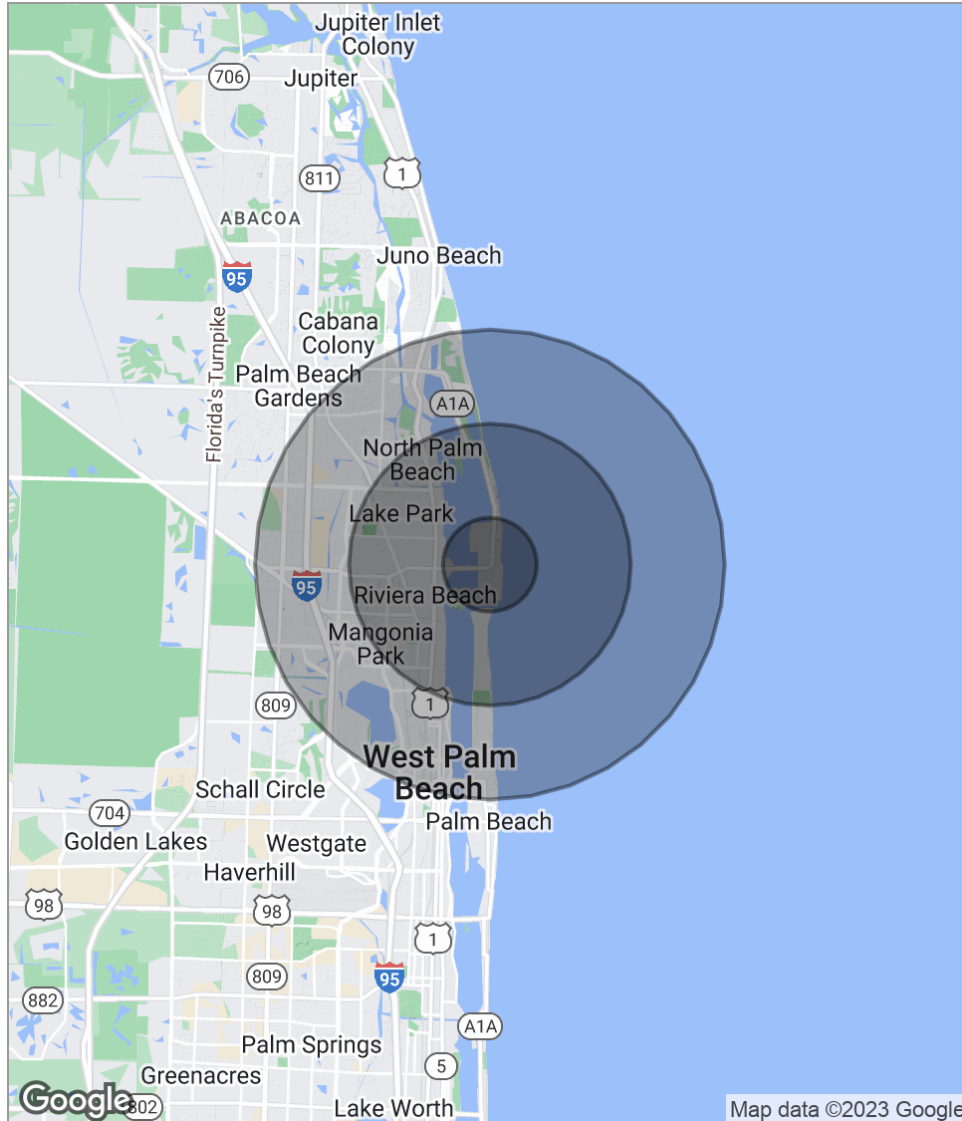 Jupiter Inlet
Colony
706
Jupiter
811
1
ABACOA
Juno Beach
95
Cabana
Colony
Florida's Turnpike
Palm Beach
Gardens
A1A
North Palm
Beach
Lake Park
95
Riviera Beach
Mangonia
Park
809
1
West Palm
Beach
Schall Circle
704
Palm Beach
Golden Lakes
Westgate
Haverhill
98
98
1
809
95
882
A1A
Palm Springs
5
Greenacres
Google
802
Lake Worth
Map data ©2023 Google